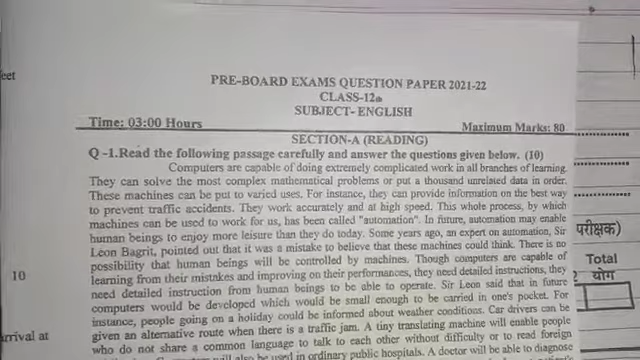 eet
PRE-BOARD EXAMS QUESTION PAPER 2021-22
CLASS-12th
SUBJECT- ENGLISH
Time: 03:00 Hours Maximum Marks: 80
SECTION-A (READING)
Q -1.Read the following passage carefully and answer the questions given below. (10)
Computers are capable of doing extremely complicated work in all branches of learning.
They can solve the most complex mathematical problems or put a thousand unrelated data in order.
These machines can be put to varied uses. For instance, they can provide information on the best way
to prevent traffic accidents. They work accurately and at high speed. This whole process, by which
machines can be used to work for us, has been called "automation". In future, automation may enable
human beings to enjoy more leisure than they do today. Some years ago, an expert on automation, Sir
Leon Bagrit, pointed out that it was a mistake to believe that these machines could think. There is no
possibility that human beings will be controlled by machines. Though computers are capable of
learning from their mistakes and improving on their performances, they need detailed instructions, they
need detailed instruction from human beings to be able to operate. Sir Leon said that in future
computers would be developed which would be small enough to be carried in one's pocket. For
instance, people going on a holiday could be informed about weather conditions. Car drivers can be
given an alternative route when there is a traffic jam. A tiny translating machine will enable people
who do not share a common language to talk to each other without difficulty or to read foreign
will also be used in ordinary public hospitals. A doctor will be able to diagnose
10
arrival at
परीक्षक)
Total
योग